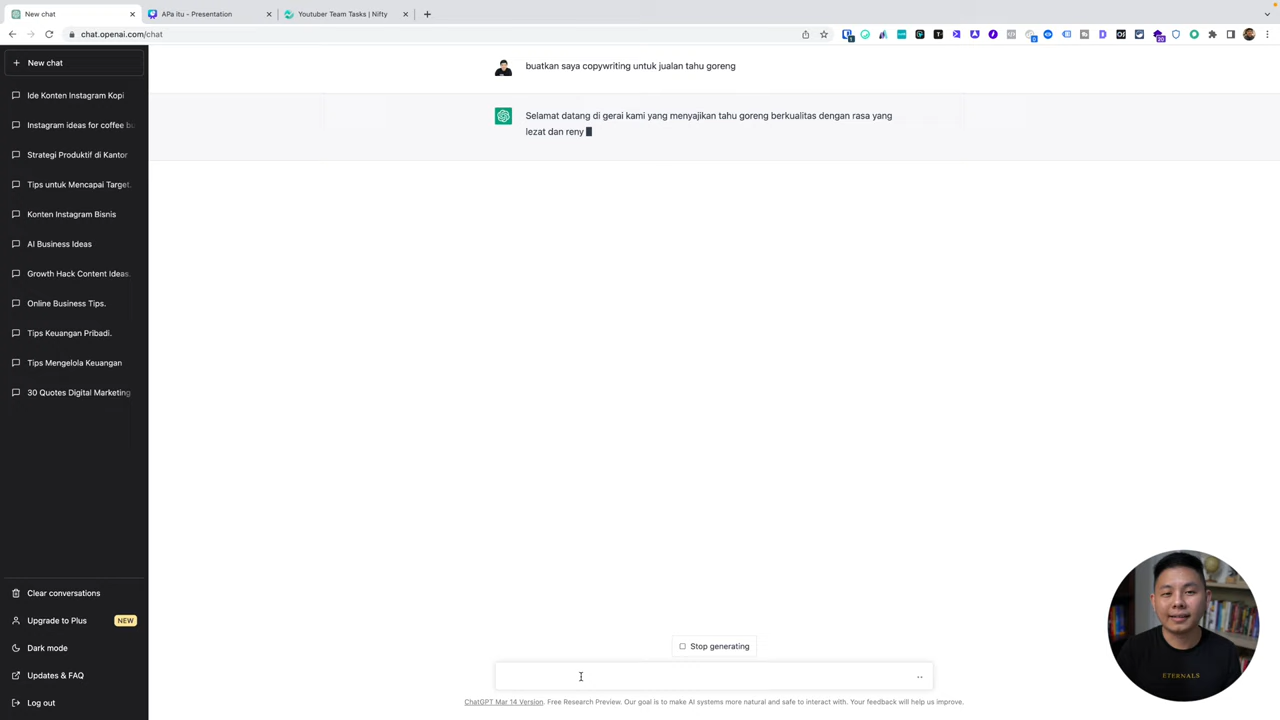 New chat
APa itu - Presentation
Youtuber Team Tasks | Nifty
chat.openai.com/chat
New chat
Ide Konten Instagram Kopi
Instagram ideas for coffee bu
Strategi Produktif di Kantor
Tips untuk Mencapai Target.
Konten Instagram Bisnis
AI Business Ideas
Growth Hack Content Ideas.
Online Business Tips.
Tips Keuangan Pribadi.
Tips Mengelola Keuangan
30 Quotes Digital Marketing
Clear conversations
Upgrade to Plus NEW
Dark mode
Updates & FAQ
Log out
buatkan saya copywriting untuk jualan tahu goreng
Selamat datang di gerai kami yang menyajikan tahu goreng berkualitas dengan rasa yang
lezat dan reny
Stop generating
ChatGPT Mar 14 Version. Free Research Preview. Our goal is to make AI systems more natural and safe to interact with. Your feedback will help us improve.
ETERNALS